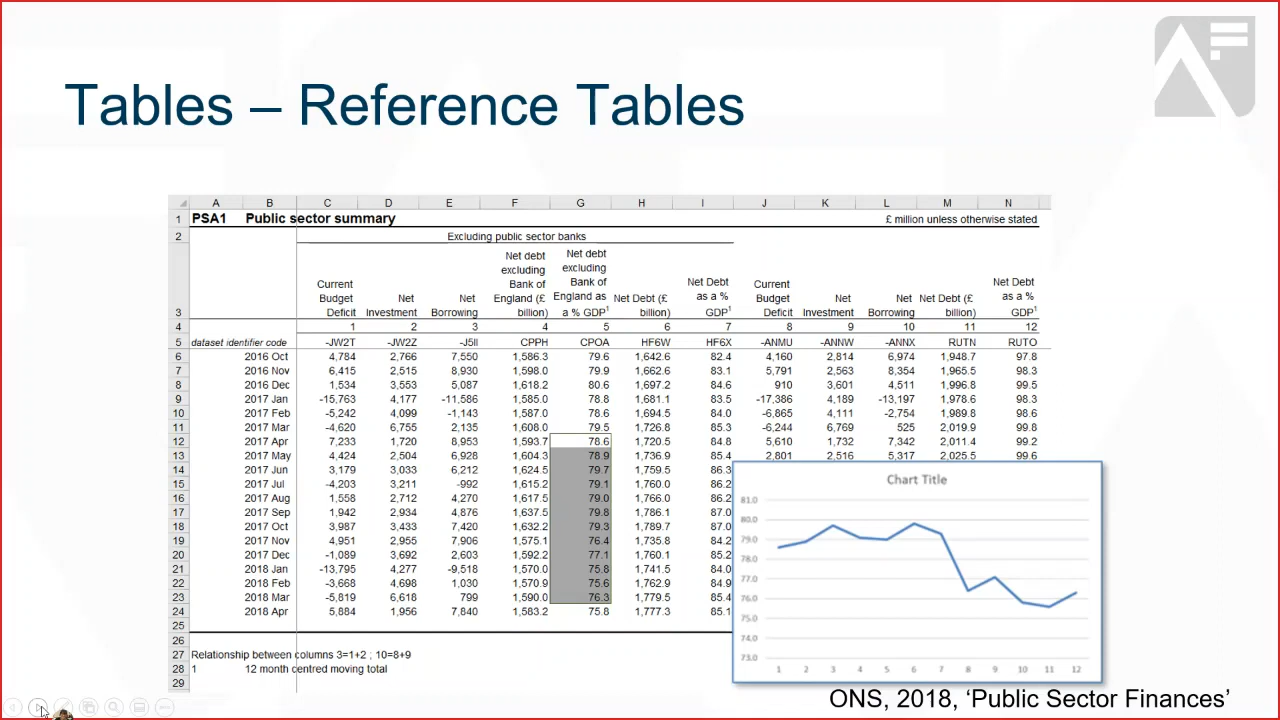 Tables – Reference Tables
A B C D E F G H I J K L M N
1 PSA1 Public sector summary £ million unless otherwise stated
2 Excluding public sector banks
3 Current Budget Deficit Net Investment Net Borrowing Net debt excluding Bank of England (£ billion) Net debt excluding Bank of England as a % GDP1 Net Debt (£ billion) Net Debt as a % GDP1 Current Budget Deficit Net Investment Net Borrowing Net Debt (£ billion) Net Debt as a % GDP1
4 1 2 3 4 5 6 7 8 9 10 11 12
5 dataset identifier code -JW2T -JW2Z -J5II CPPH CPOA HF6W HF6X -ANMU -ANNW -ANNX RUTN RUTO
6 2016 Oct 4,784 2,766 7,550 1,586.3 79.6 1,642.6 82.4 4,160 2,814 6,974 1,948.7 97.8
7 2016 Nov 6,415 2,515 8,930 1,598.0 79.9 1,662.6 83.1 5,791 2,563 8,354 1,965.5 98.3
8 2016 Dec 1,534 3,553 5,087 1,618.2 80.6 1,697.2 84.6 910 3,601 4,511 1,996.8 99.5
9 2017 Jan -15,763 4,177 -11,586 1,585.0 78.8 1,681.1 83.5 -17,386 4,189 -13,197 1,978.6 98.3
10 2017 Feb -5,242 4,099 -1,143 1,587.0 78.6 1,694.5 84.0 -6,865 4,111 -2,754 1,989.8 98.6
11 2017 Mar -4,620 6,755 2,135 1,608.0 79.5 1,726.8 85.3 -6,244 6,769 525 2,019.9 99.8
12 2017 Apr 7,233 1,720 8,953 1,593.7 78.6 1,720.5 84.8 5,610 1,732 7,342 2,011.4 99.2
13 2017 May 4,424 2,504 6,928 1,604.3 78.9 1,736.9 85.4 2,801 2,516 5,317 2,025.5 99.6
14 2017 Jun 3,179 3,033 6,212 1,624.5 79.7 1,759.5 86.3
15 2017 Jul -4,203 3,211 -992 1,615.2 79.1 1,760.0 86.2
16 2017 Aug 1,558 2,712 4,270 1,617.5 79.0 1,766.0 86.2
17 2017 Sep 1,942 2,934 4,876 1,637.5 79.8 1,786.1 87.0
18 2017 Oct 3,987 3,433 7,420 1,632.2 79.3 1,789.7 87.0
19 2017 Nov 4,951 2,955 7,906 1,575.1 76.4 1,735.8 84.2
20 2017 Dec -1,089 3,692 2,603 1,592.2 77.1 1,760.1 85.2
21 2018 Jan -13,795 4,277 -9,518 1,570.0 75.8 1,741.5 84.0
22 2018 Feb -3,668 4,698 1,030 1,570.9 75.6 1,762.9 84.9
23 2018 Mar -5,819 6,618 799 1,590.0 76.3 1,779.5 85.4
24 2018 Apr 5,884 1,956 7,840 1,583.2 75.8 1,777.3 85.1
25
26
27 Relationship between columns 3=1+2 ; 10=8+9
28 1 12 month centred moving total
29
Chart Title
81.0
80.0
79.0
78.0
77.0
76.0
75.0
74.0
73.0
1 2 3 4 5 6 7 8 9 10 11 12
ONS, 2018, ‘Public Sector Finances’